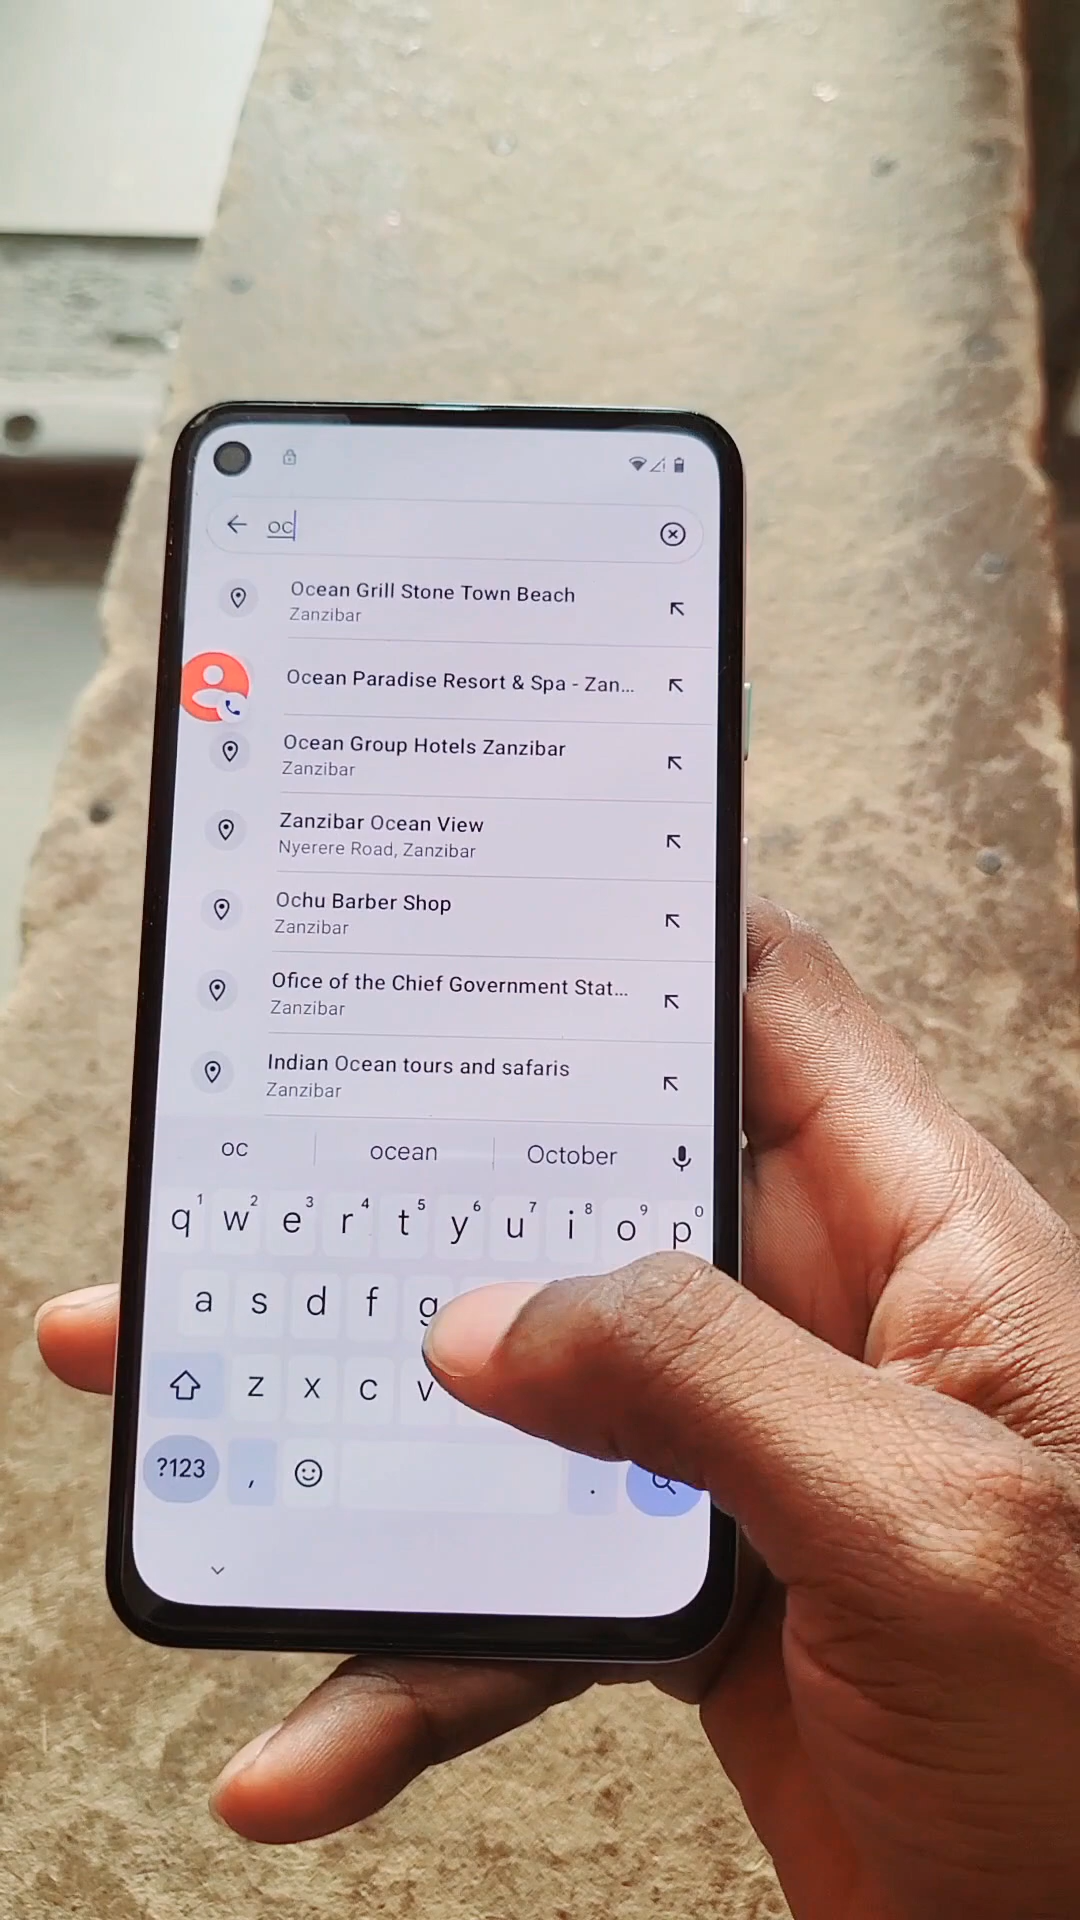 oc
Ocean Grill Stone Town Beach
Zanzibar
Ocean Paradise Resort & Spa - Zan...
Ocean Group Hotels Zanzibar
Zanzibar
Zanzibar Ocean View
Nyerere Road, Zanzibar
Ochu Barber Shop
Zanzibar
Ofice of the Chief Government Stat...
Zanzibar
Indian Ocean tours and safaris
Zanzibar
oc ocean October
1 2 3 4 5 6 7 8 9 0
q w e r t y u i o p
a s d f g
z x c v
?123 , .